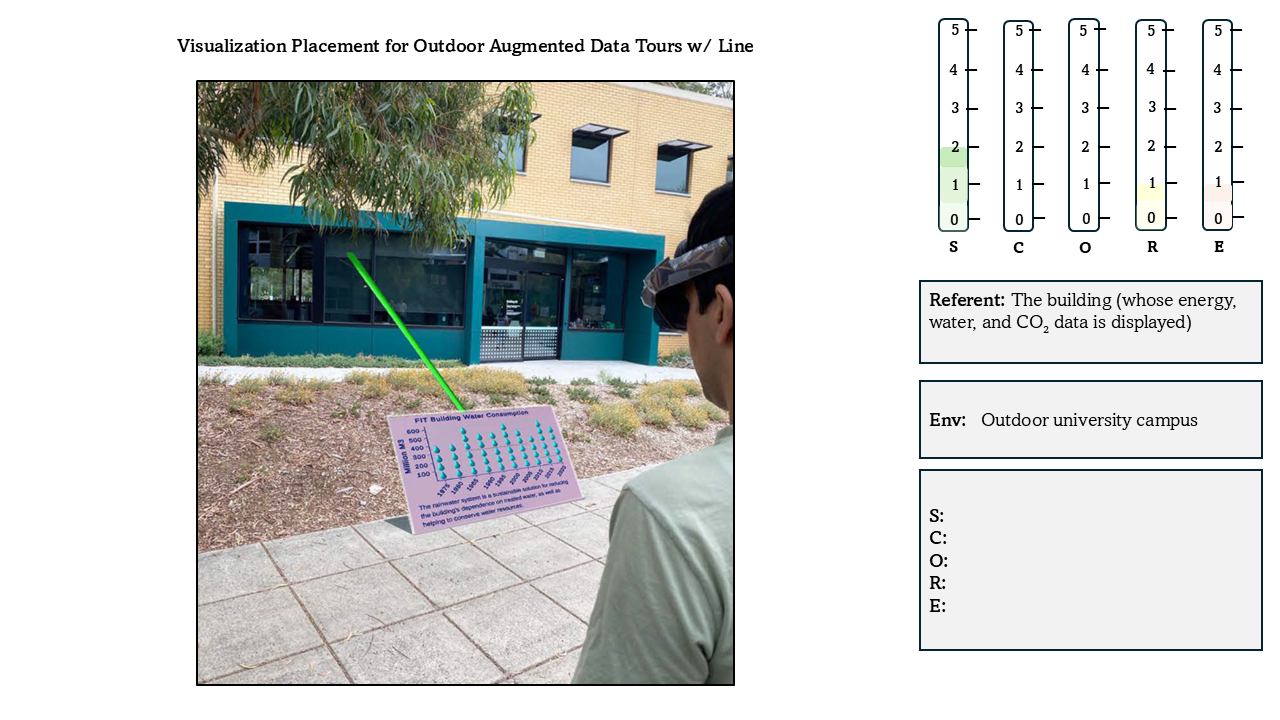 Visualization Placement for Outdoor Augmented Data Tours w/ Line
FIT Building Water Consumption
Million M3
600
500
400
300
200
100
1975 1980 1985 1990 1995 2000 2005 2010 2015 2020
The rainwater system is a sustainable solution for reducing
the building's dependence on treated water, as well as
helping to conserve water resources.
5 5 5 5 5
4 4 4 4 4
3 3 3 3 3
2 2 2 2 2
1 1 1 1 1
0 0 0 0 0
S C O R E
Referent: The building (whose energy,
water, and CO₂ data is displayed)
Env: Outdoor university campus
S:
C:
O:
R:
E: